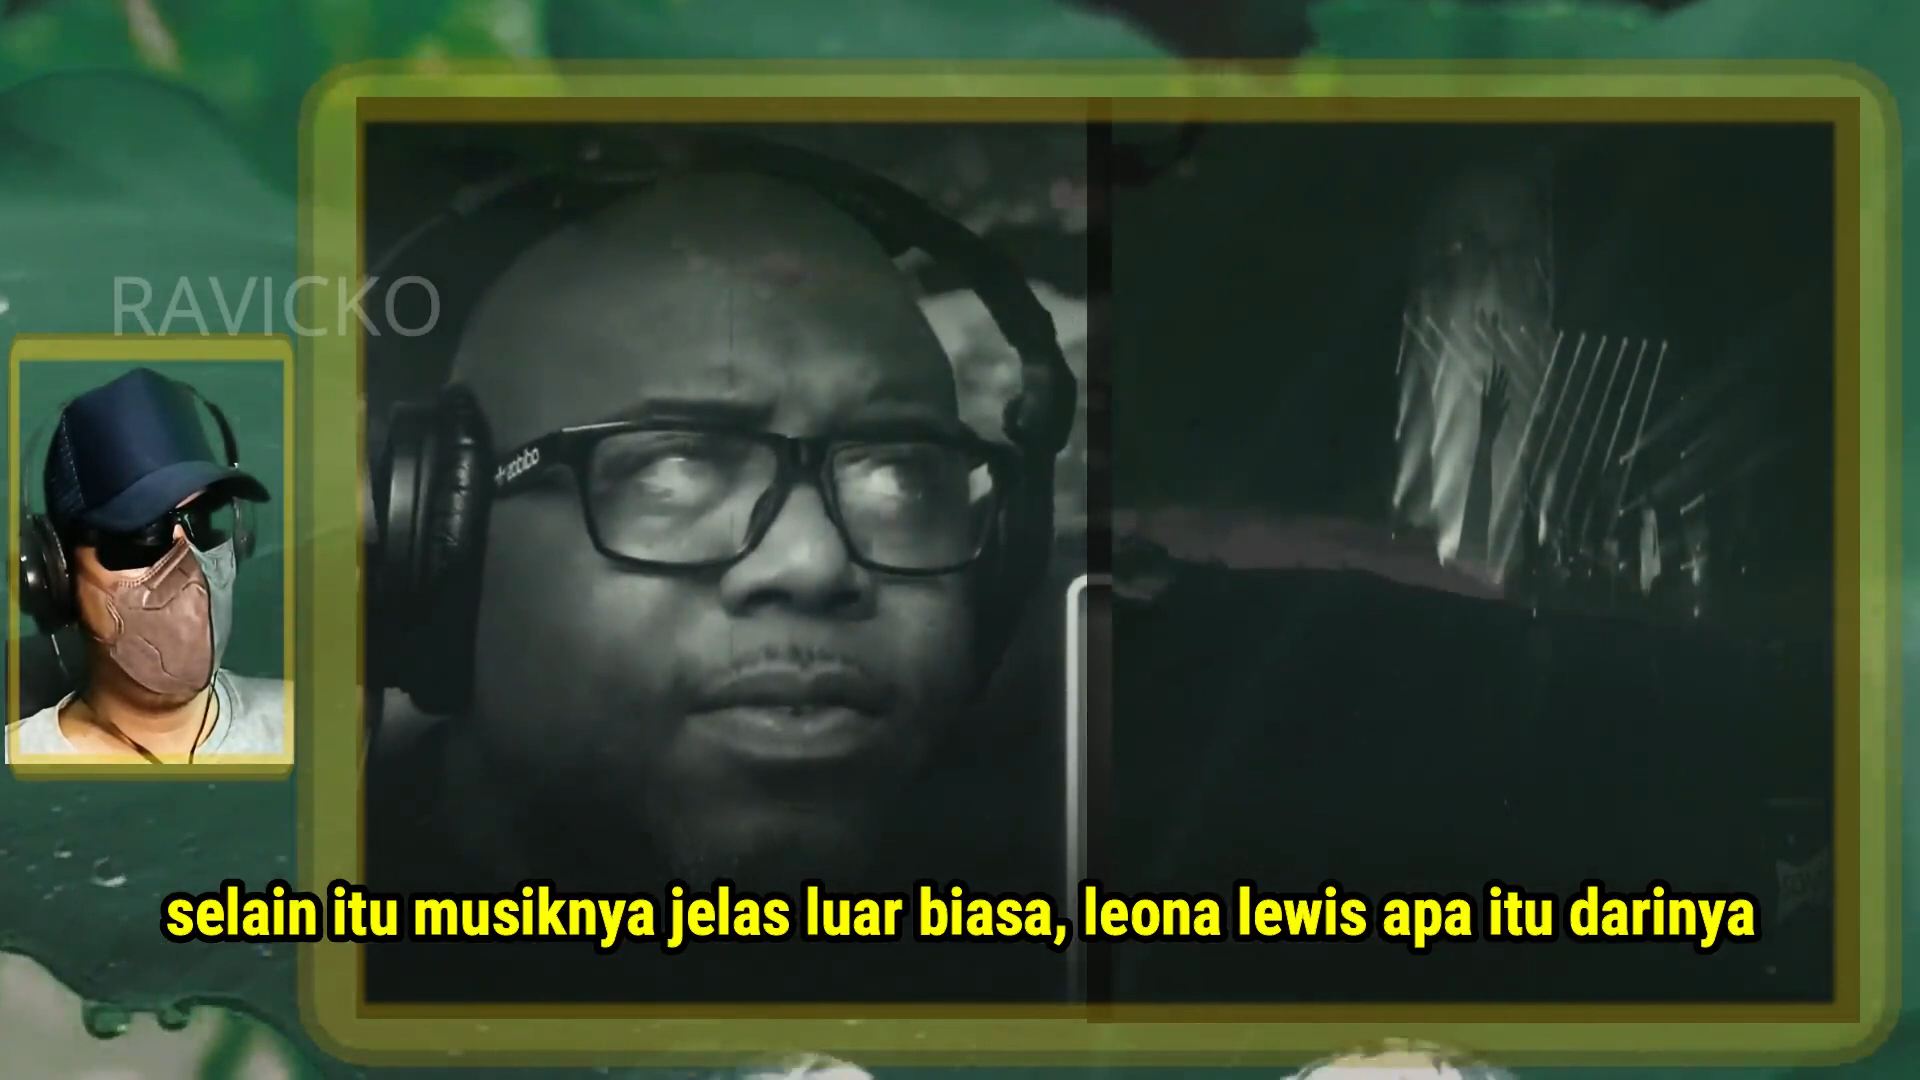 RAVICKO
selain itu musiknya jelas luar biasa, leona lewis apa itu darinya